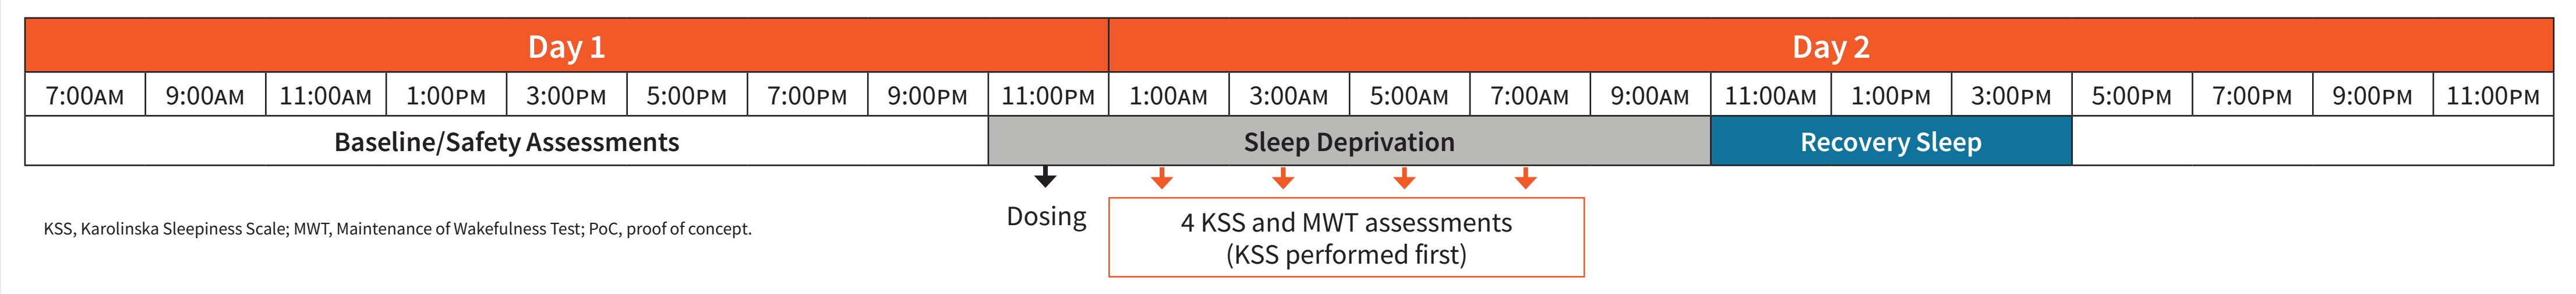 Day 1 Day 2
7:00AM 9:00AM 11:00AM 1:00PM 3:00PM 5:00PM 7:00PM 9:00PM 11:00PM 1:00AM 3:00AM 5:00AM 7:00AM 9:00AM 11:00AM 1:00PM 3:00PM 5:00PM 7:00PM 9:00PM 11:00PM
Baseline/Safety Assessments Sleep Deprivation Recovery Sleep
Dosing
4 KSS and MWT assessments
(KSS performed first)
KSS, Karolinska Sleepiness Scale; MWT, Maintenance of Wakefulness Test; PoC, proof of concept.